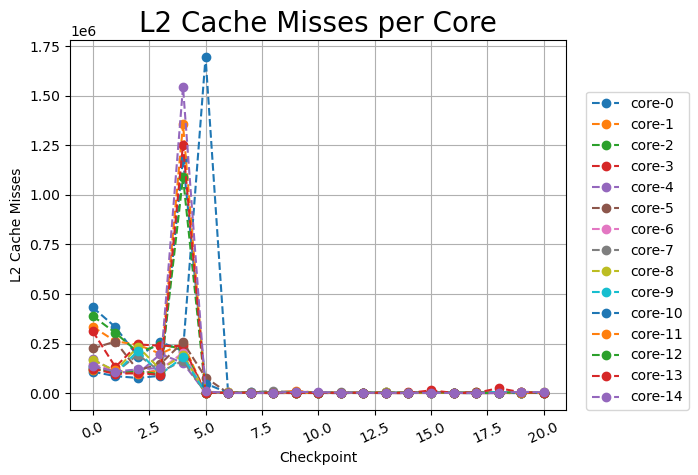 L2 Cache Misses per Core
1e6
1.75
1.50
1.25
1.00
0.75
0.50
0.25
0.00
L2 Cache Misses
0.0
2.5
5.0
7.5
10.0
12.5
15.0
17.5
20.0
Checkpoint
core-0
core-1
core-2
core-3
core-4
core-5
core-6
core-7
core-8
core-9
core-10
core-11
core-12
core-13
core-14